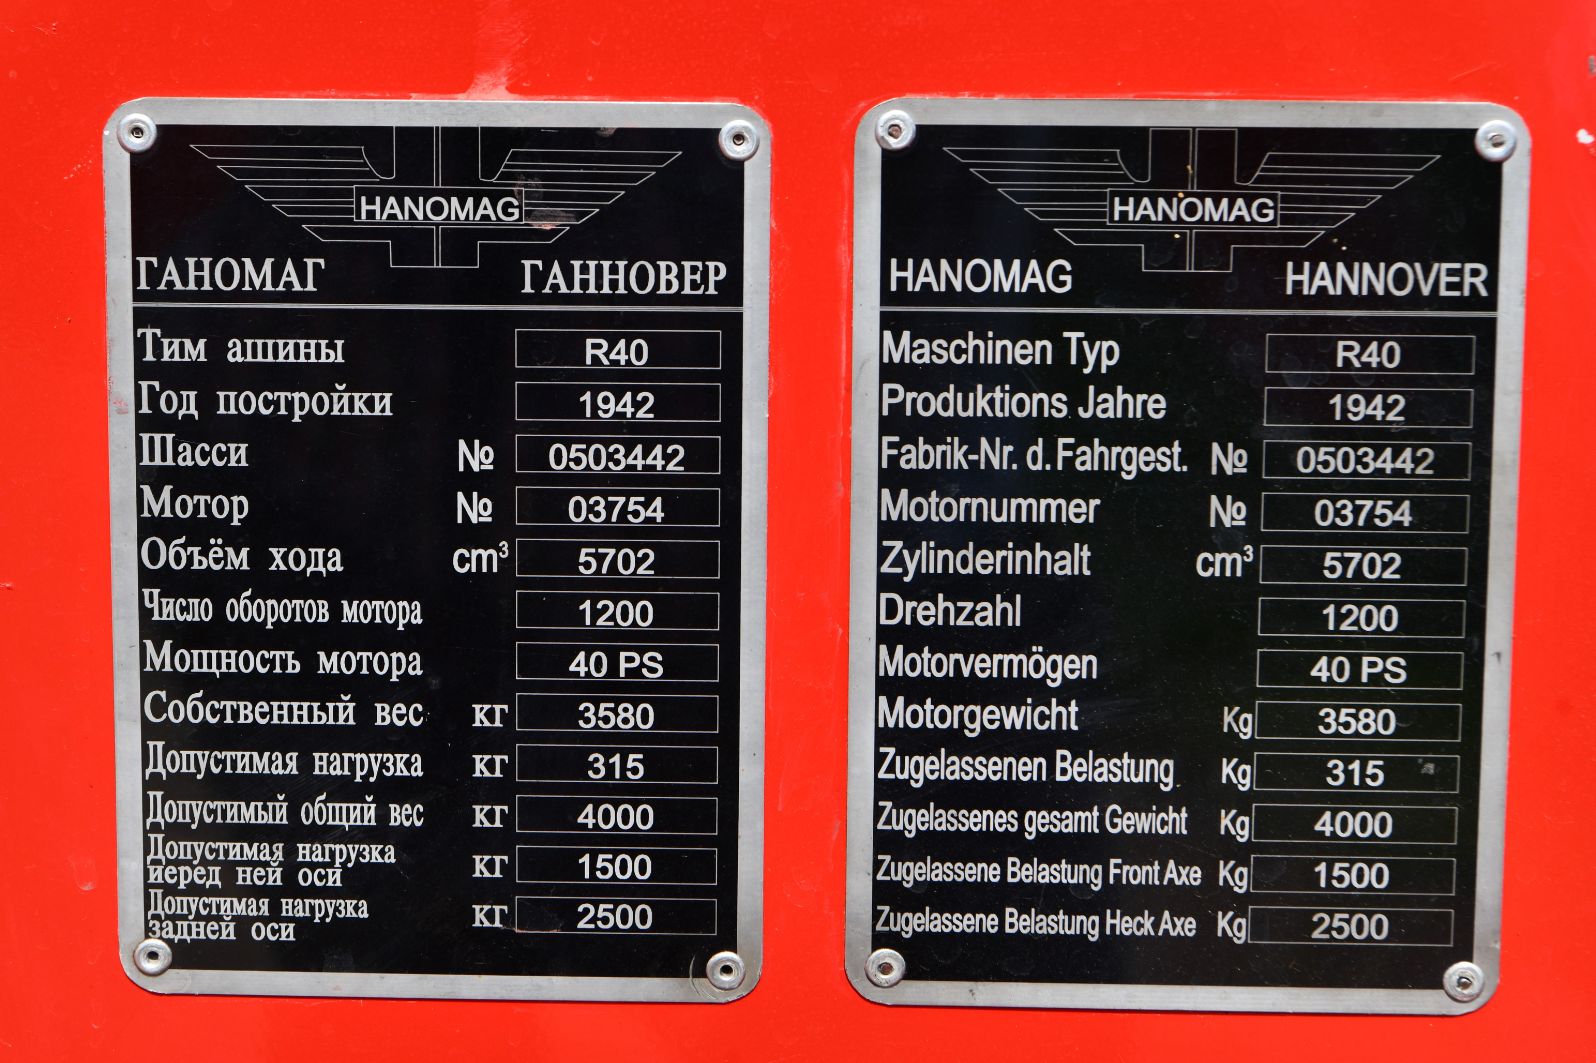 HANOMAG
ГАНОМАГ ГАННОВЕР
Тим ашины R40
Год постройки 1942
Шасси № 0503442
Мотор № 03754
Объём хода cm³ 5702
Число оборотов мотора 1200
Мощность мотора 40 PS
Собственный вес кг 3580
Допустимая нагрузка кг 315
Допустимый общий вес кг 4000
Допустимая нагрузка
иеред ней оси кг 1500
Допустимая нагрузка
задней оси кг 2500
HANOMAG
HANOMAG HANNOVER
Maschinen Typ R40
Produktions Jahre 1942
Fabrik-Nr. d. Fahrgest. № 0503442
Motornummer № 03754
Zylinderinhalt cm³ 5702
Drehzahl 1200
Motorvermögen 40 PS
Motorgewicht Kg 3580
Zugelassenen Belastung Kg 315
Zugelassenes gesamt Gewicht Kg 4000
Zugelassene Belastung Front Axe Kg 1500
Zugelassene Belastung Heck Axe Kg 2500